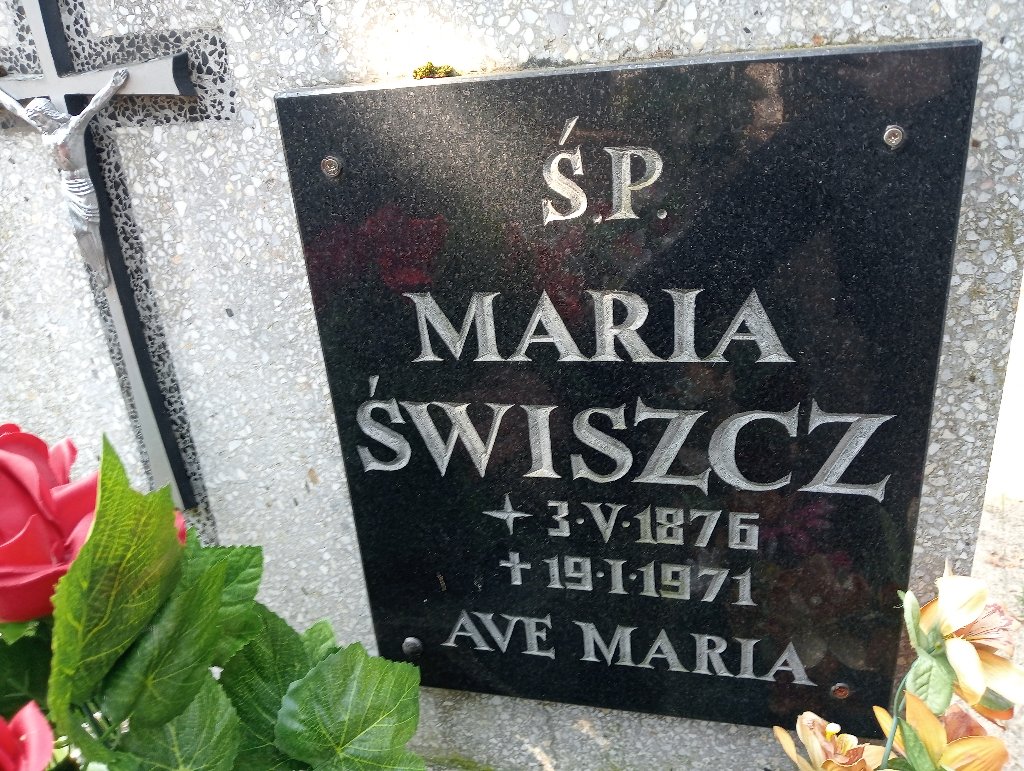 Ś.P.
MARIA
ŚWISZCZ
✦ 3·V·1876
✝ 19·I·1971
AVE MARIA